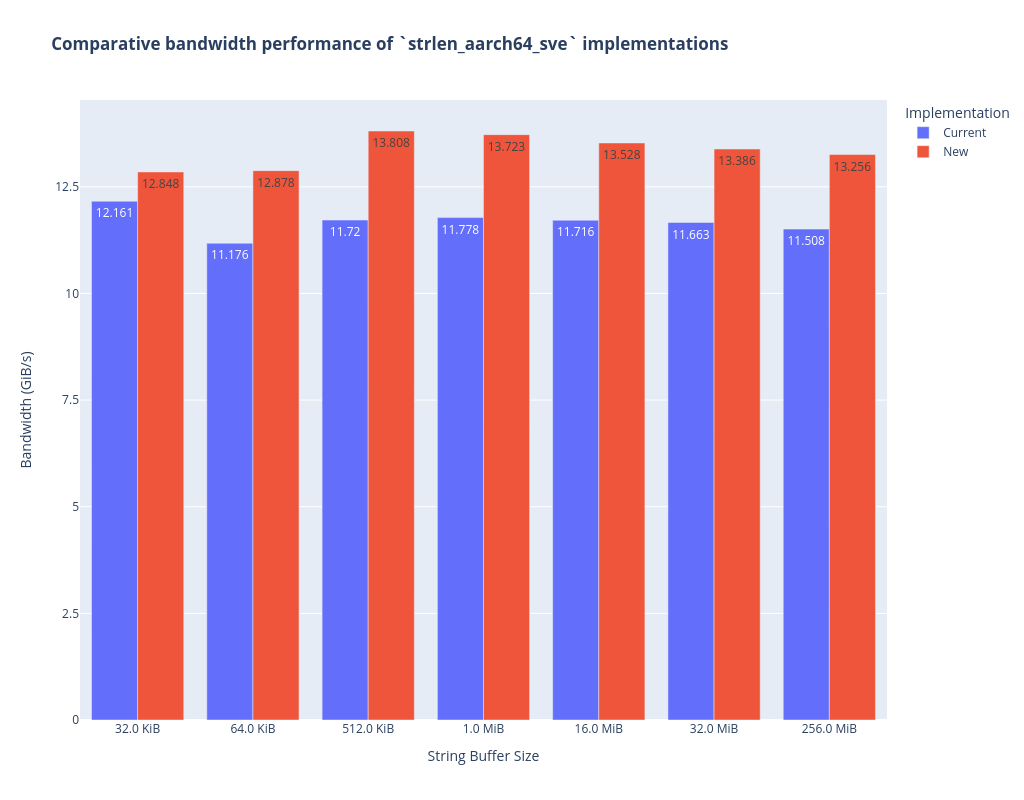 Comparative bandwidth performance of `strlen_aarch64_sve` implementations
Implementation
Current
New
Bandwidth (GiB/s)
12.5
10
7.5
5
2.5
0
12.161
12.848
11.176
12.878
11.72
13.808
11.778
13.723
11.716
13.528
11.663
13.386
11.508
13.256
32.0 KiB
64.0 KiB
512.0 KiB
1.0 MiB
16.0 MiB
32.0 MiB
256.0 MiB
String Buffer Size